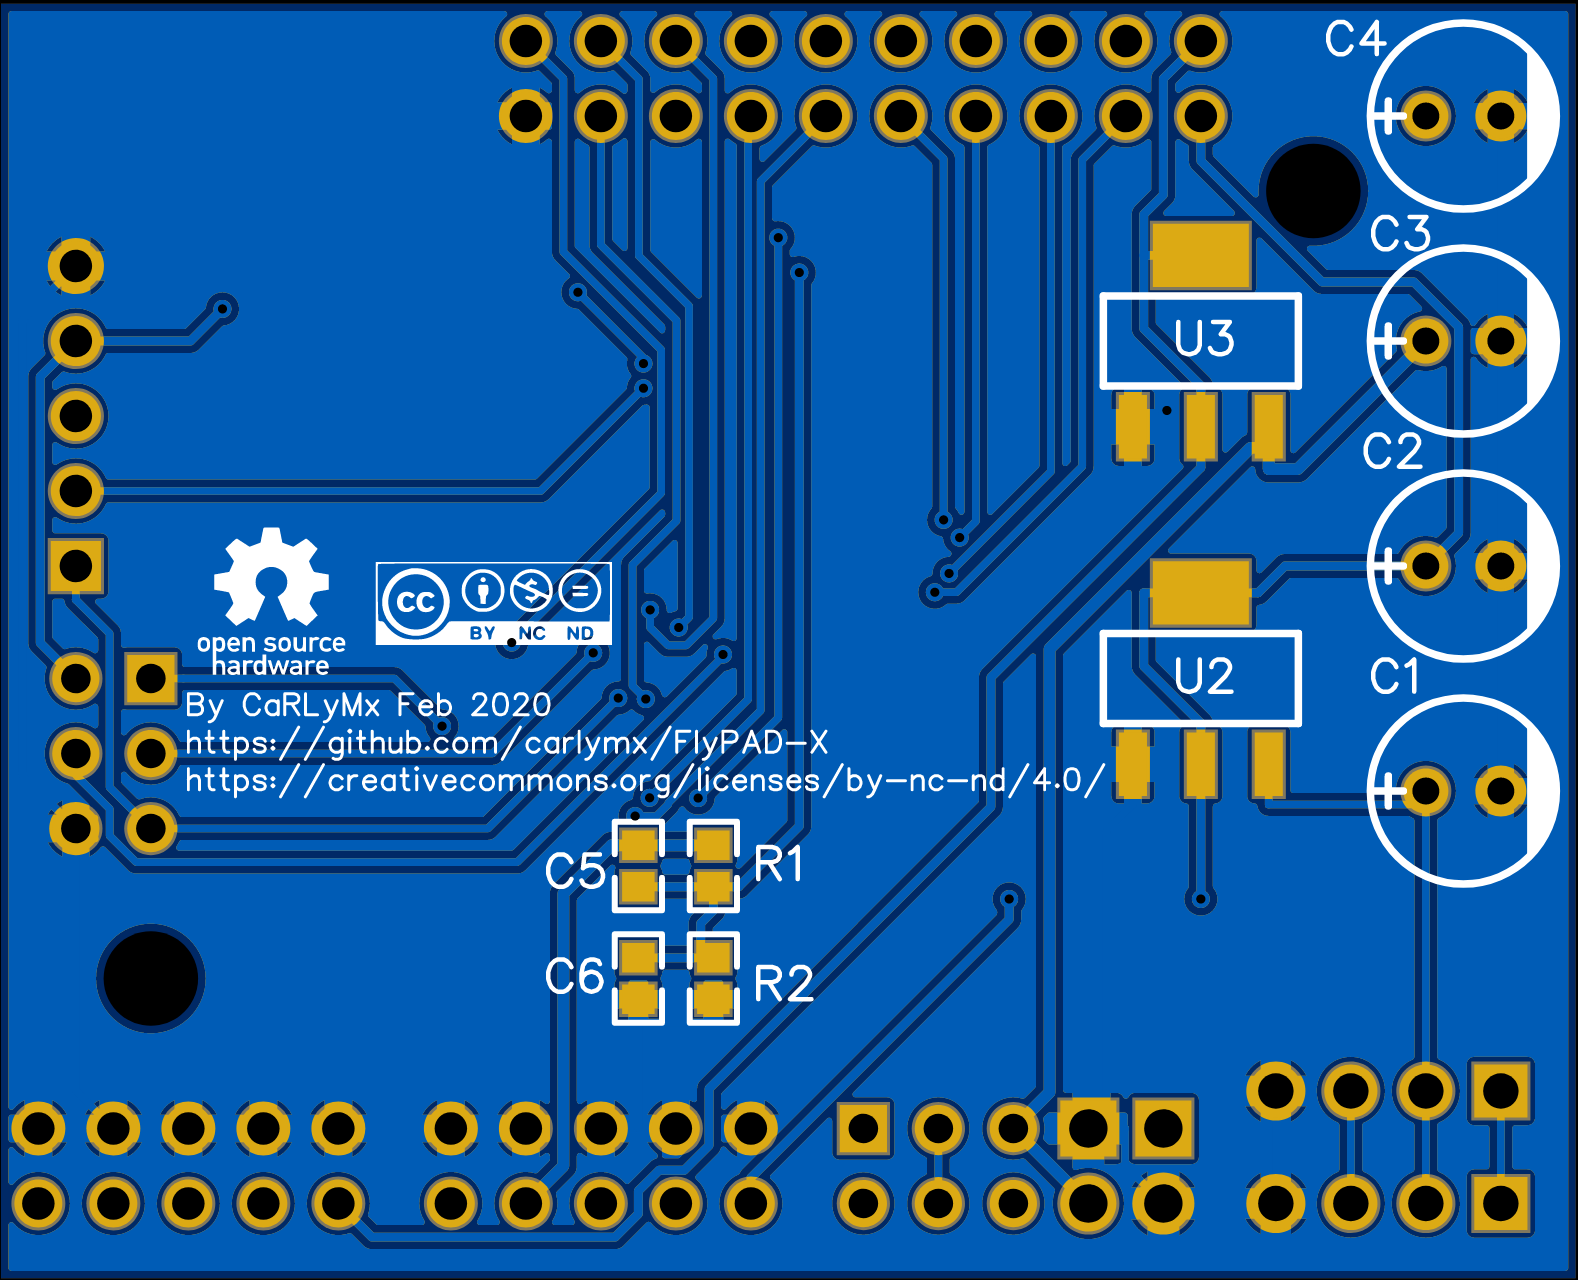 C4
C3
U3
C2
open source
hardware
cc
BY NC ND
U2
C1
By CaRLyMx Feb 2020
https://github.com/carlymx/FlyPAD-X
https://creativecommons.org/licenses/by-nc-nd/4.0/
C5
R1
C6
R2